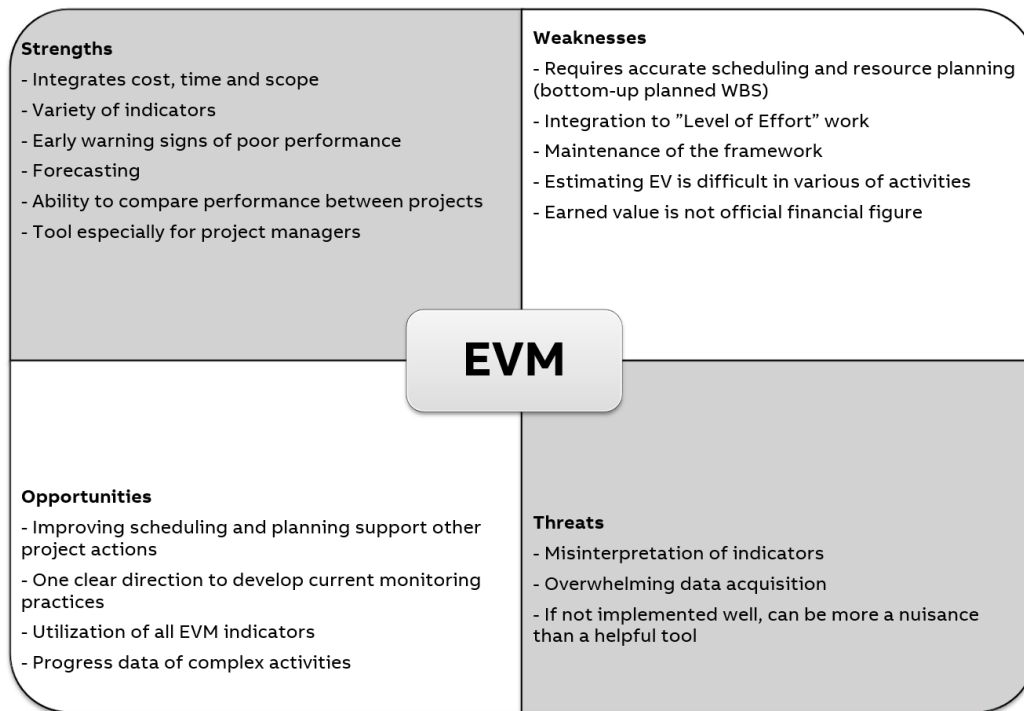 Strengths
- Integrates cost, time and scope
- Variety of indicators
- Early warning signs of poor performance
- Forecasting
- Ability to compare performance between projects
- Tool especially for project managers
Weaknesses
- Requires accurate scheduling and resource planning
(bottom-up planned WBS)
- Integration to ”Level of Effort” work
- Maintenance of the framework
- Estimating EV is difficult in various of activities
- Earned value is not official financial figure
EVM
Opportunities
- Improving scheduling and planning support other
project actions
- One clear direction to develop current monitoring
practices
- Utilization of all EVM indicators
- Progress data of complex activities
Threats
- Misinterpretation of indicators
- Overwhelming data acquisition
- If not implemented well, can be more a nuisance
than a helpful tool